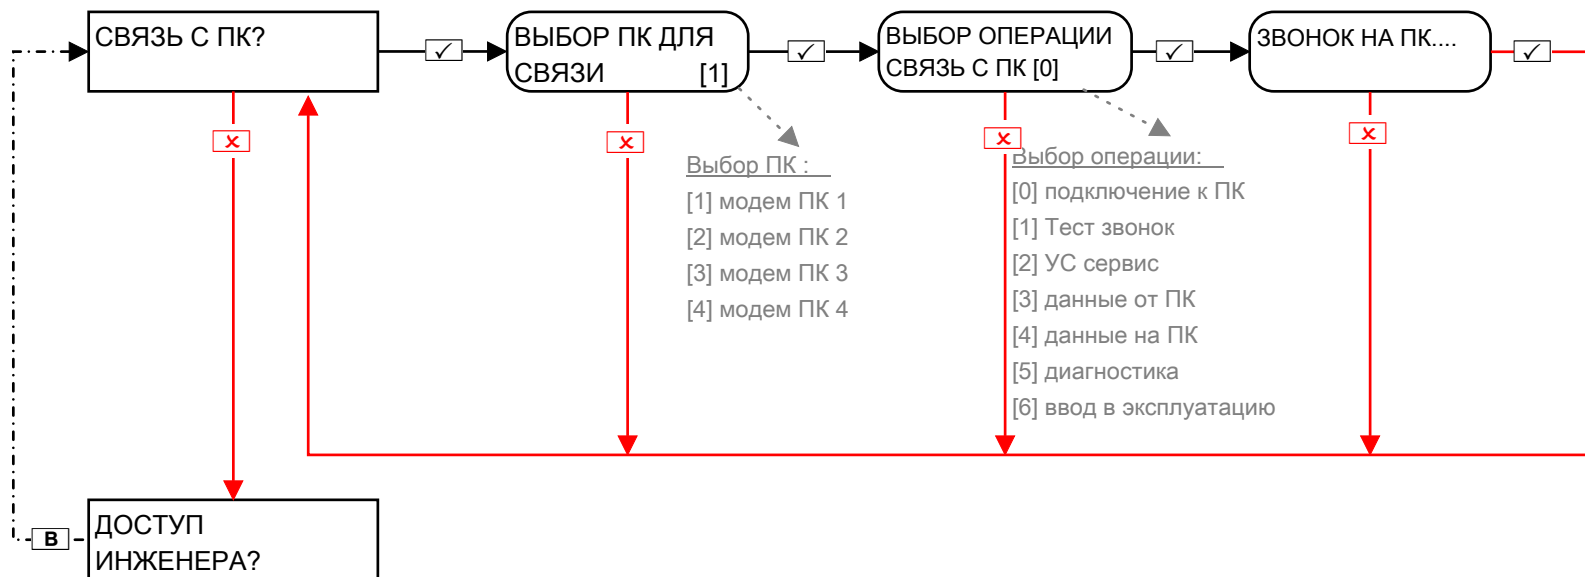 СВЯЗЬ С ПК?
✓
ВЫБОР ПК ДЛЯ
СВЯЗИ [1]
✓
ВЫБОР ОПЕРАЦИИ
СВЯЗЬ С ПК [0]
✓
ЗВОНОК НА ПК....
✓
x
x
x
x
Выбор ПК :
[1] модем ПК 1
[2] модем ПК 2
[3] модем ПК 3
[4] модем ПК 4
Выбор операции:
[0] подключение к ПК
[1] Тест звонок
[2] УС сервис
[3] данные от ПК
[4] данные на ПК
[5] диагностика
[6] ввод в эксплуатацию
B
ДОСТУП
ИНЖЕНЕРА?